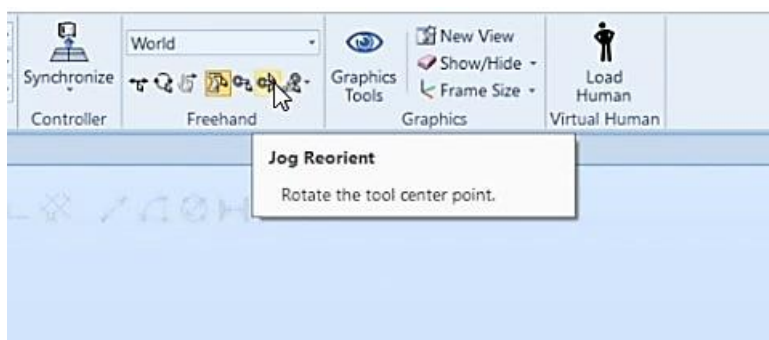 World
New View
Show/Hide
Frame Size
Synchronize
Graphics
Tools
Load
Human
Controller
Freehand
Graphics
Virtual Human
Jog Reorient
Rotate the tool center point.